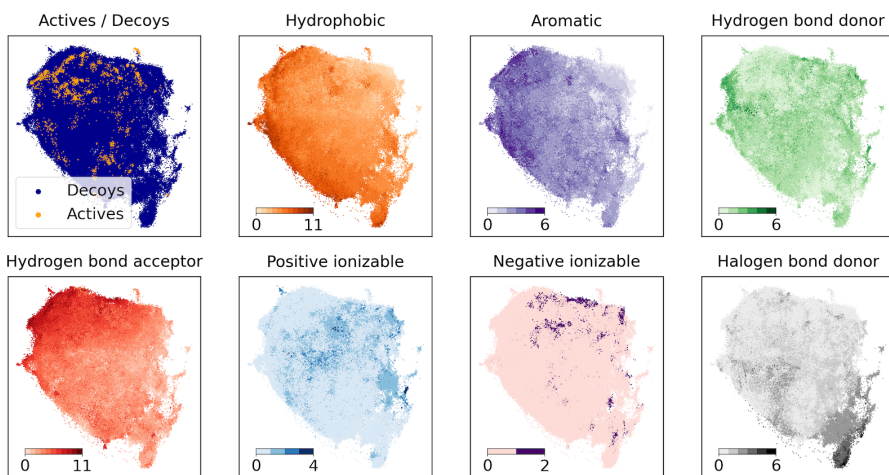 Actives / Decoys
Hydrophobic
Aromatic
Hydrogen bond donor
Decoys
Actives
0 11
0 6
0 6
Hydrogen bond acceptor
Positive ionizable
Negative ionizable
Halogen bond donor
0 11
0 4
0 2
0 6